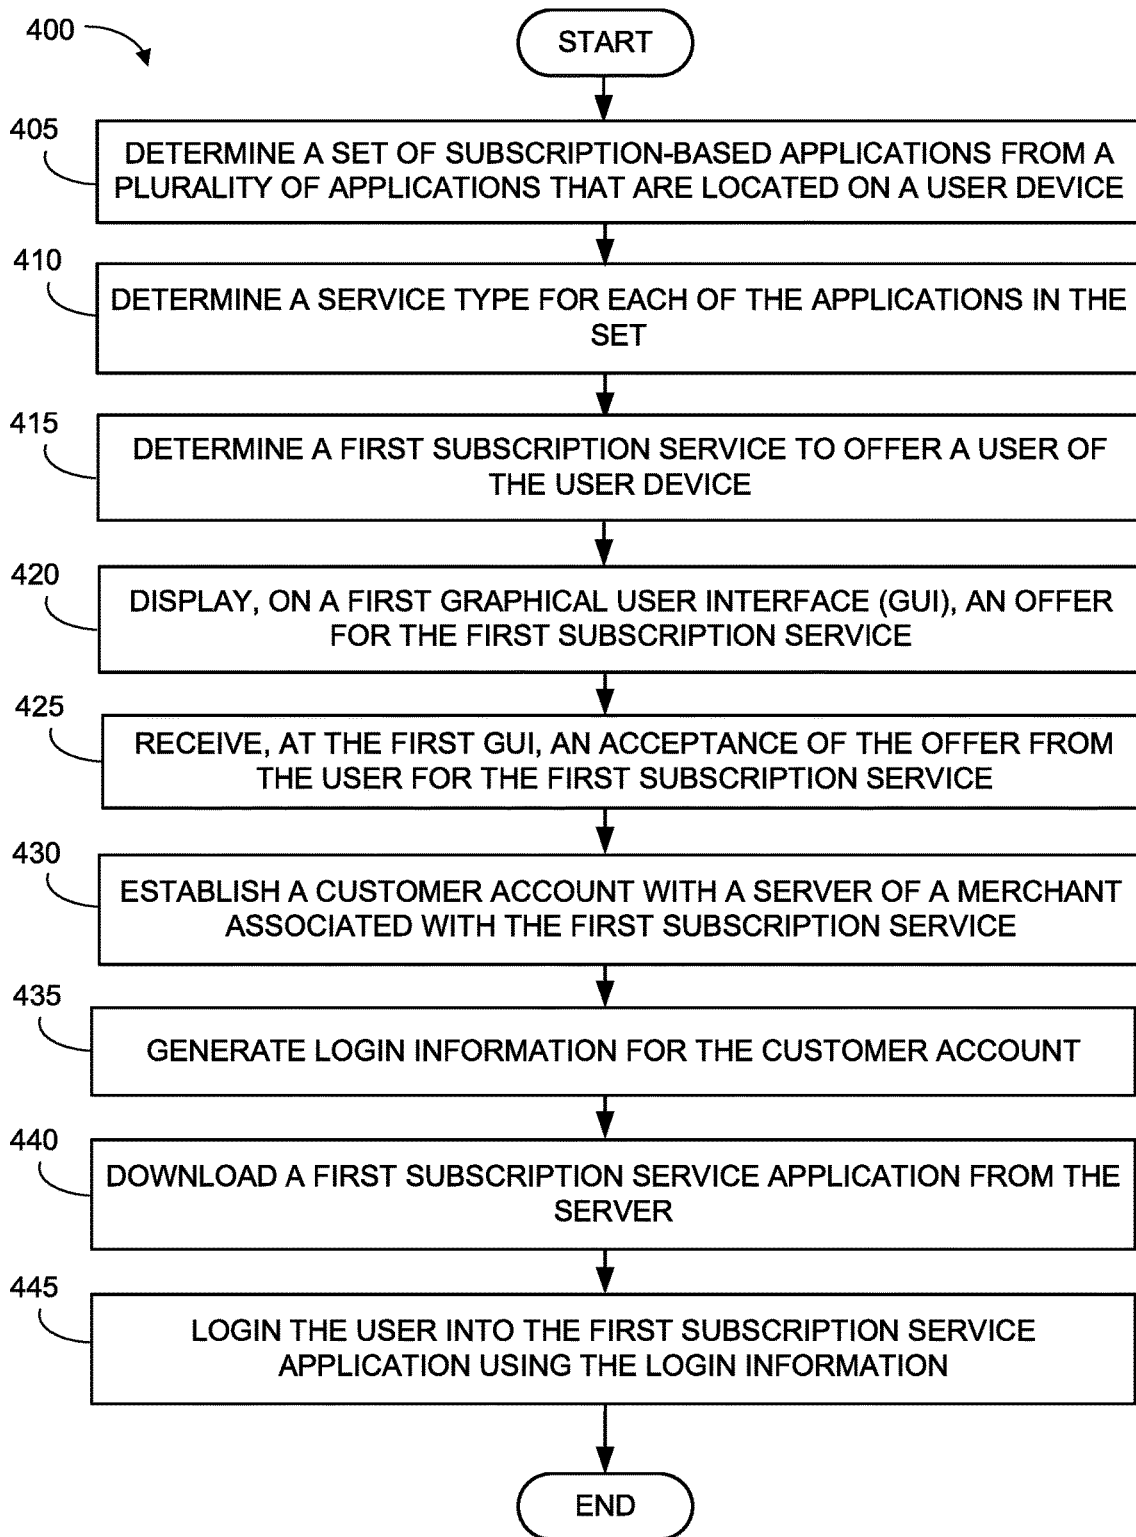 400
START
405
DETERMINE A SET OF SUBSCRIPTION-BASED APPLICATIONS FROM A
PLURALITY OF APPLICATIONS THAT ARE LOCATED ON A USER DEVICE
410
DETERMINE A SERVICE TYPE FOR EACH OF THE APPLICATIONS IN THE
SET
415
DETERMINE A FIRST SUBSCRIPTION SERVICE TO OFFER A USER OF
THE USER DEVICE
420
DISPLAY, ON A FIRST GRAPHICAL USER INTERFACE (GUI), AN OFFER
FOR THE FIRST SUBSCRIPTION SERVICE
425
RECEIVE, AT THE FIRST GUI, AN ACCEPTANCE OF THE OFFER FROM
THE USER FOR THE FIRST SUBSCRIPTION SERVICE
430
ESTABLISH A CUSTOMER ACCOUNT WITH A SERVER OF A MERCHANT
ASSOCIATED WITH THE FIRST SUBSCRIPTION SERVICE
435
GENERATE LOGIN INFORMATION FOR THE CUSTOMER ACCOUNT
440
DOWNLOAD A FIRST SUBSCRIPTION SERVICE APPLICATION FROM THE
SERVER
445
LOGIN THE USER INTO THE FIRST SUBSCRIPTION SERVICE
APPLICATION USING THE LOGIN INFORMATION
END